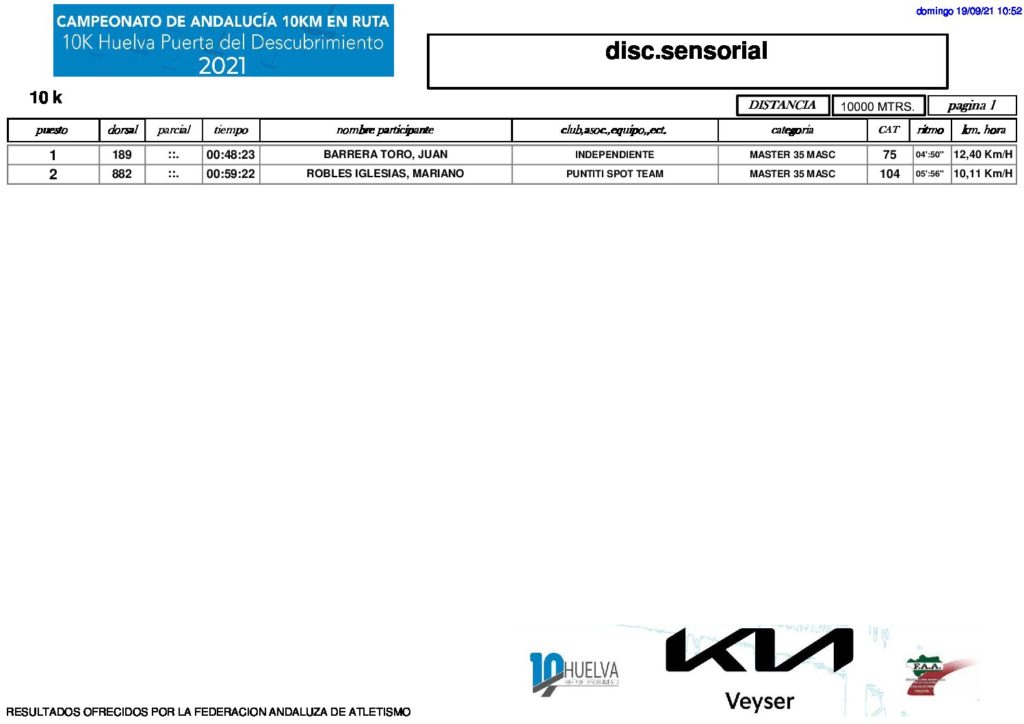 CAMPEONATO DE ANDALUCÍA 10KM EN RUTA
10K Huelva Puerta del Descubrimiento
2021
domingo 19/09/21 10:52
disc.sensorial
10 k
DISTANCIA 10000 MTRS. pagina 1
puesto dorsal parcial tiempo nombre participante club,asoc.,equipo,,ect. categoria CAT ritmo km. hora
1 189 ::. 00:48:23 BARRERA TORO, JUAN INDEPENDIENTE MASTER 35 MASC 75 04':50'' 12,40 Km/H
2 882 ::. 00:59:22 ROBLES IGLESIAS, MARIANO PUNTITI SPOT TEAM MASTER 35 MASC 104 05':56'' 10,11 Km/H
10 HUELVA
KIA
Veyser
F.A.A.
RESULTADOS OFRECIDOS POR LA FEDERACION ANDALUZA DE ATLETISMO